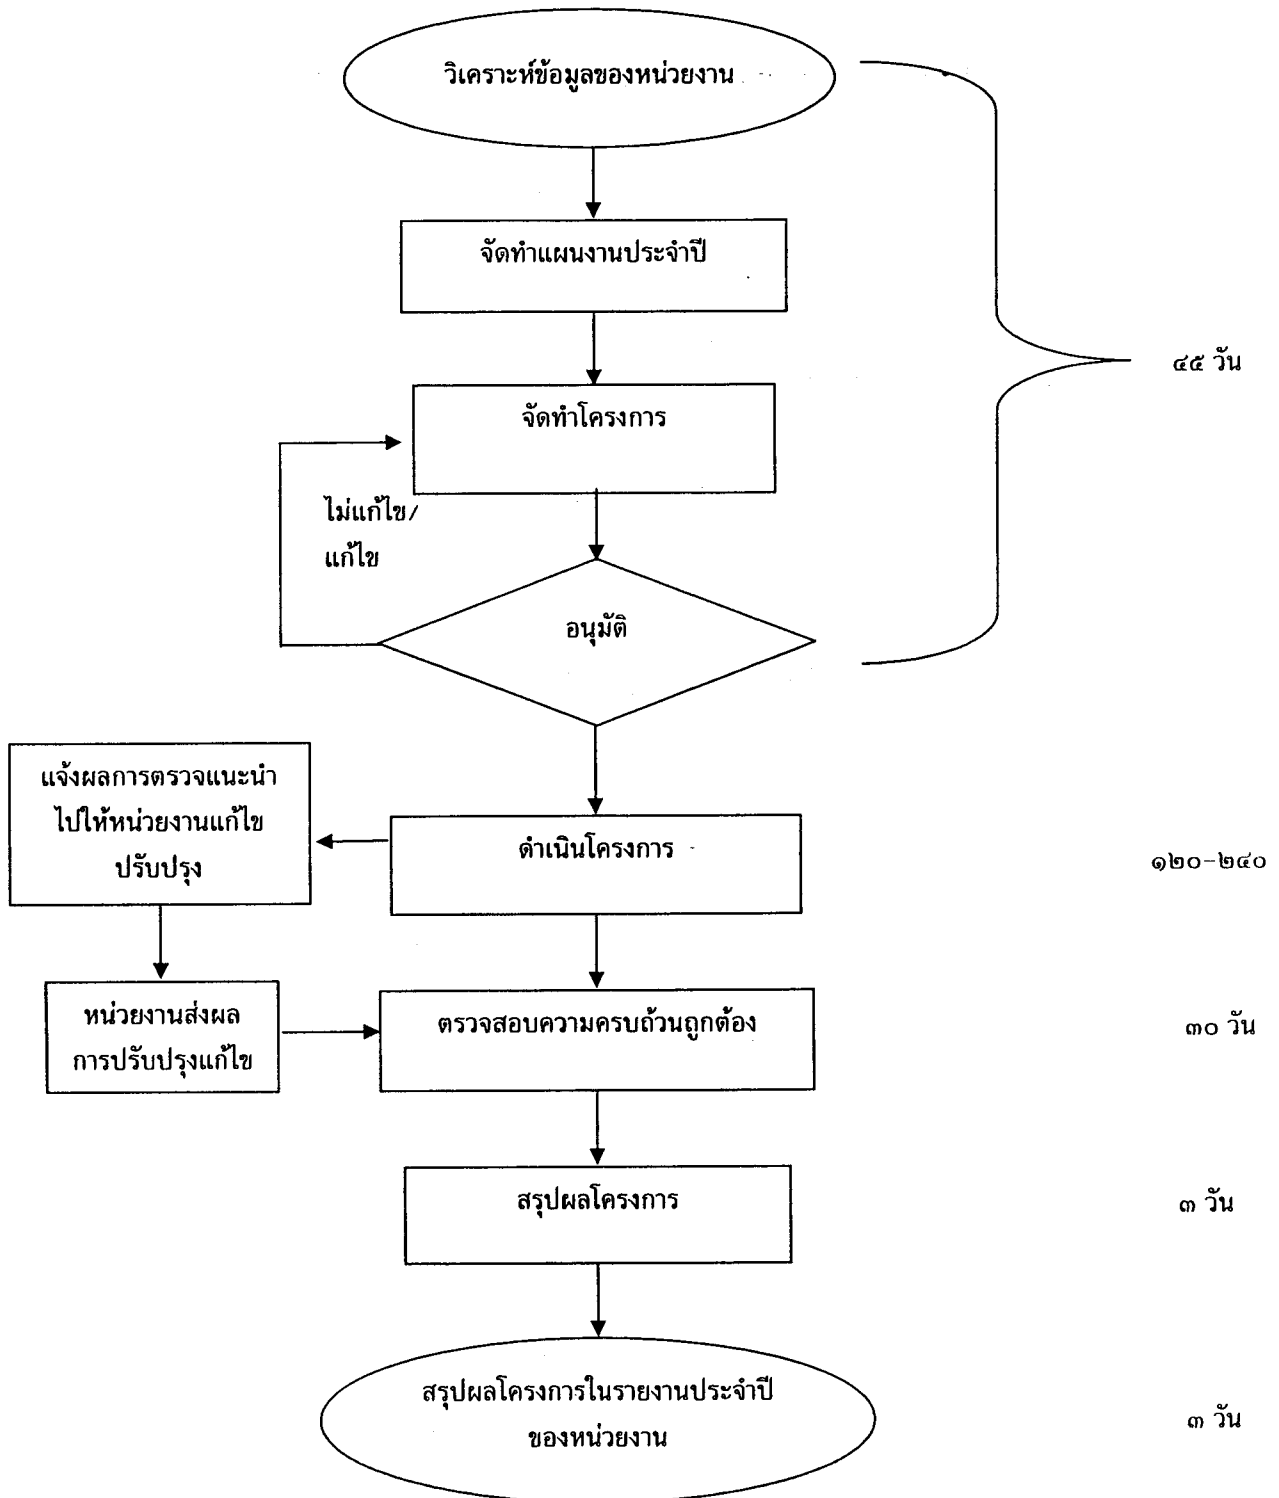 วิเคราะห์ข้อมูลของหน่วยงาน
จัดทำแผนงานประจำปี
๔๕ วัน
จัดทำโครงการ
ไม่แก้ไข/
แก้ไข
อนุมัติ
แจ้งผลการตรวจแนะนำ
ไปให้หน่วยงานแก้ไข
ปรับปรุง
ดำเนินโครงการ
๑๒๐-๒๔๐
หน่วยงานส่งผล
การปรับปรุงแก้ไข
ตรวจสอบความครบถ้วนถูกต้อง
๓๐ วัน
สรุปผลโครงการ
๓ วัน
สรุปผลโครงการในรายงานประจำปี
ของหน่วยงาน
๓ วัน